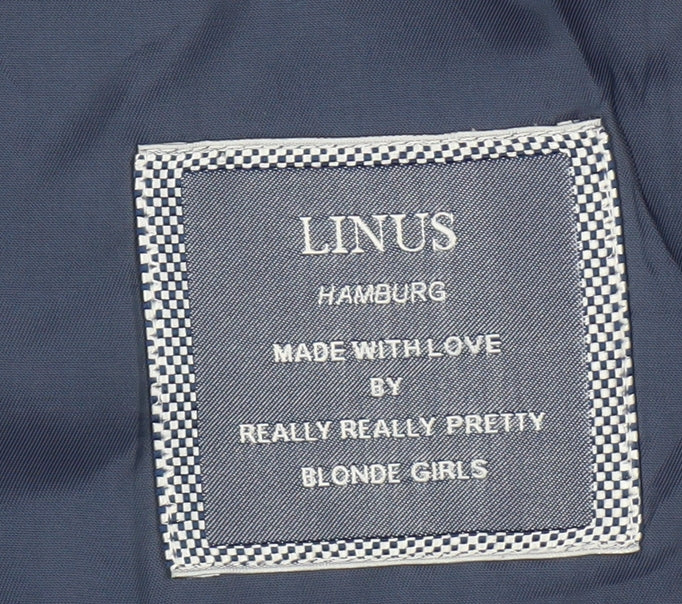 LINUS
HAMBURG
MADE WITH LOVE
BY
REALLY REALLY PRETTY
BLONDE GIRLS